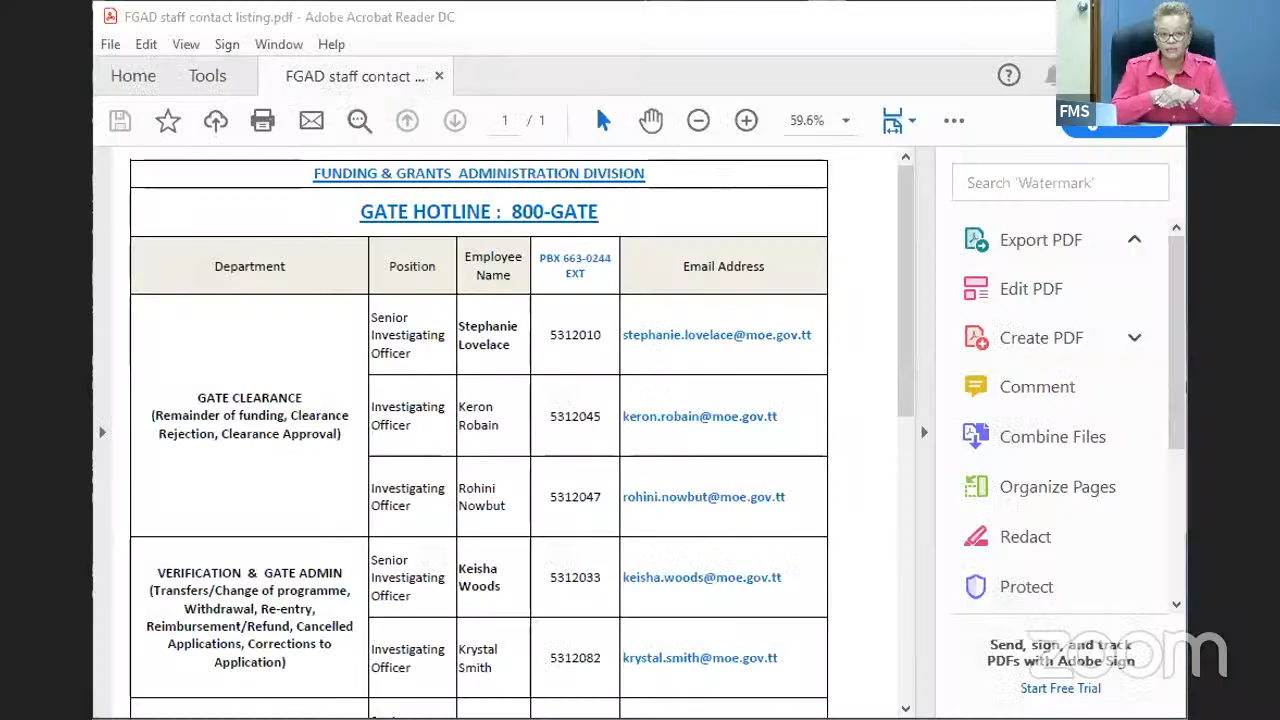 FGAD staff contact listing.pdf - Adobe Acrobat Reader DC
File Edit View Sign Window Help
Home Tools FGAD staff contact ... ×
1 / 1 59.6%
FMS
FUNDING & GRANTS ADMINISTRATION DIVISION
GATE HOTLINE : 800-GATE
Department
Position
Employee
Name
PBX 663-0244
EXT
Email Address
GATE CLEARANCE
(Remainder of funding, Clearance
Rejection, Clearance Approval)
Senior
Investigating
Officer
Stephanie
Lovelace
5312010
stephanie.lovelace@moe.gov.tt
Investigating
Officer
Keron
Robain
5312045
keron.robain@moe.gov.tt
Investigating
Officer
Rohini
Nowbut
5312047
rohini.nowbut@moe.gov.tt
VERIFICATION & GATE ADMIN
(Transfers/Change of programme,
Withdrawal, Re-entry,
Reimbursement/Refund, Cancelled
Applications, Corrections to
Application)
Senior
Investigating
Officer
Keisha
Woods
5312033
keisha.woods@moe.gov.tt
Investigating
Officer
Krystal
Smith
5312082
krystal.smith@moe.gov.tt
Search 'Watermark'
Export PDF
Edit PDF
Create PDF
Comment
Combine Files
Organize Pages
Redact
Protect
Send, sign, and track
PDFs with Adobe Sign
Start Free Trial
zoom